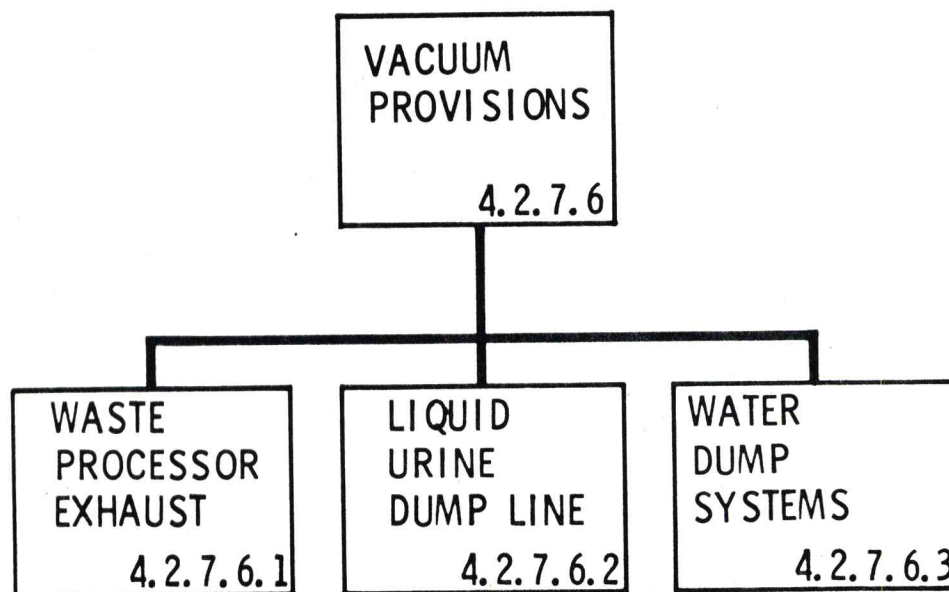 VACUUM
PROVISIONS
4.2.7.6
WASTE
PROCESSOR
EXHAUST
4.2.7.6.1
LIQUID
URINE
DUMP LINE
4.2.7.6.2
WATER
DUMP
SYSTEMS
4.2.7.6.3